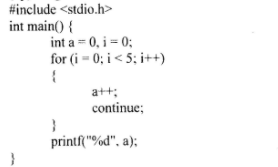 #include <stdio.h>
int main() {
int a = 0, i = 0;
for (i = 0; i < 5; i++)
{
a++;
continue;
}
printf("%d", a);
}